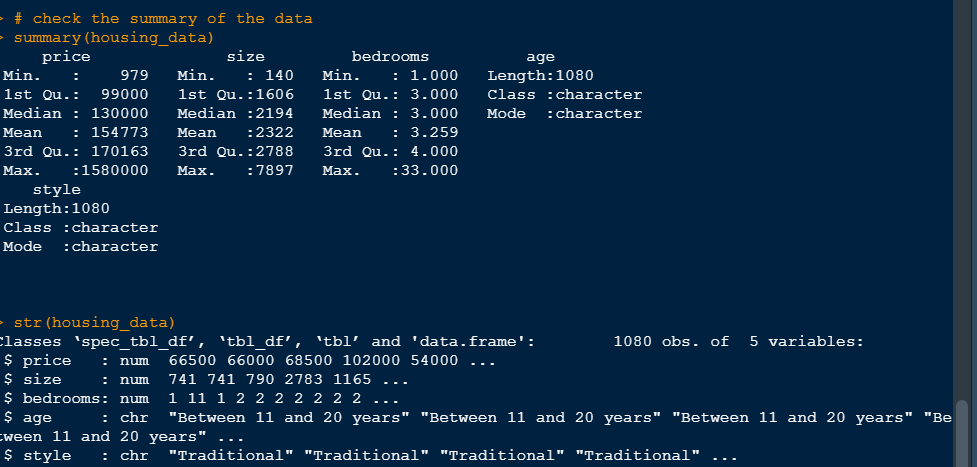 > # check the summary of the data
> summary(housing_data)
price size bedrooms age
Min. : 979 Min. : 140 Min. : 1.000 Length:1080
1st Qu.: 99000 1st Qu.:1606 1st Qu.: 3.000 Class :character
Median : 130000 Median :2194 Median : 3.000 Mode :character
Mean : 154773 Mean :2322 Mean : 3.259
3rd Qu.: 170163 3rd Qu.:2788 3rd Qu.: 4.000
Max. :1580000 Max. :7897 Max. :33.000
style
Length:1080
Class :character
Mode :character
> str(housing_data)
Classes ‘spec_tbl_df’, ‘tbl_df’, ‘tbl’ and 'data.frame': 1080 obs. of 5 variables:
$ price : num 66500 66000 68500 102000 54000 ...
$ size : num 741 741 790 2783 1165 ...
$ bedrooms: num 1 11 1 2 2 2 2 2 2 2 ...
$ age : chr "Between 11 and 20 years" "Between 11 and 20 years" "Between 11 and 20 years" "Be
tween 11 and 20 years" ...
$ style : chr "Traditional" "Traditional" "Traditional" "Traditional" ...